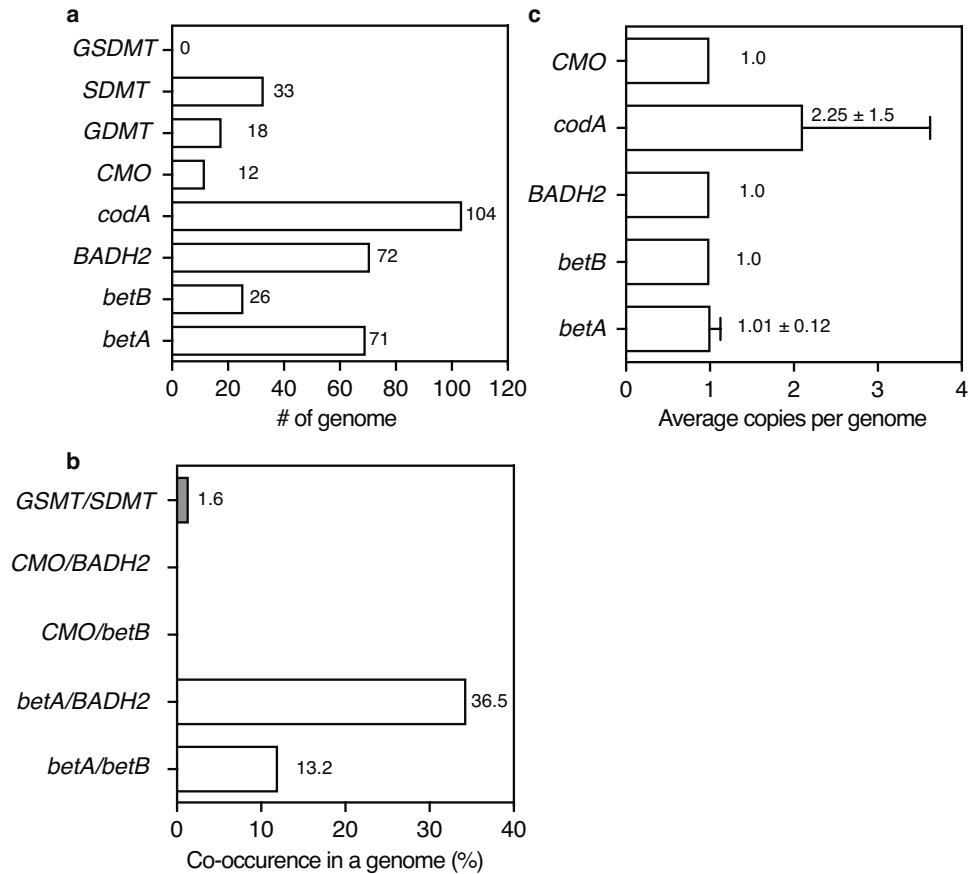 a
GSDMT 0
SDMT 33
GDMT 18
CMO 12
codA 104
BADH2 72
betB 26
betA 71
0 20 40 60 80 100 120
# of genome
c
CMO 1.0
codA 2.25 ± 1.5
BADH2 1.0
betB 1.0
betA 1.01 ± 0.12
0 1 2 3 4
Average copies per genome
b
GSMT/SDMT 1.6
CMO/BADH2
CMO/betB
betA/BADH2 36.5
betA/betB 13.2
0 10 20 30 40
Co-occurence in a genome (%)